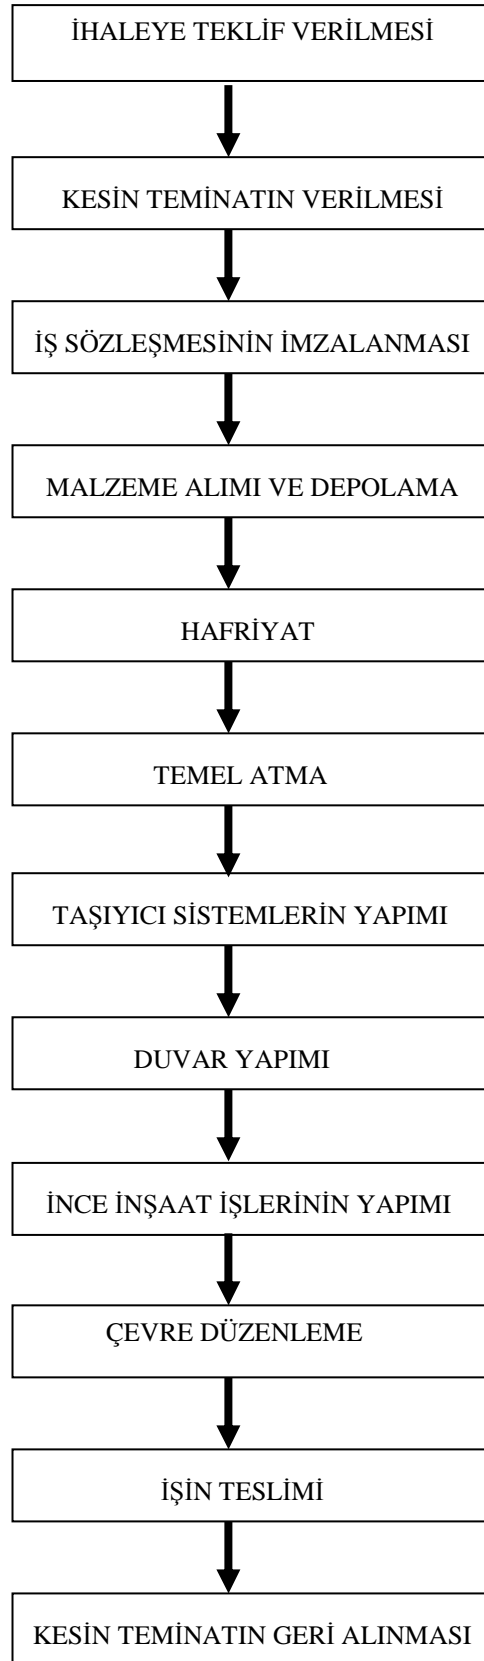 İHALEYE TEKLİF VERİLMESİ
KESİN TEMİNATIN VERİLMESİ
İŞ SÖZLEŞMESİNİN İMZALANMASI
MALZEME ALIMI VE DEPOLAMA
HAFRİYAT
TEMEL ATMA
TAŞIYICI SİSTEMLERİN YAPIMI
DUVAR YAPIMI
İNCE İNŞAAT İŞLERİNİN YAPIMI
ÇEVRE DÜZENLEME
İŞİN TESLİMİ
KESİN TEMİNATIN GERİ ALINMASI